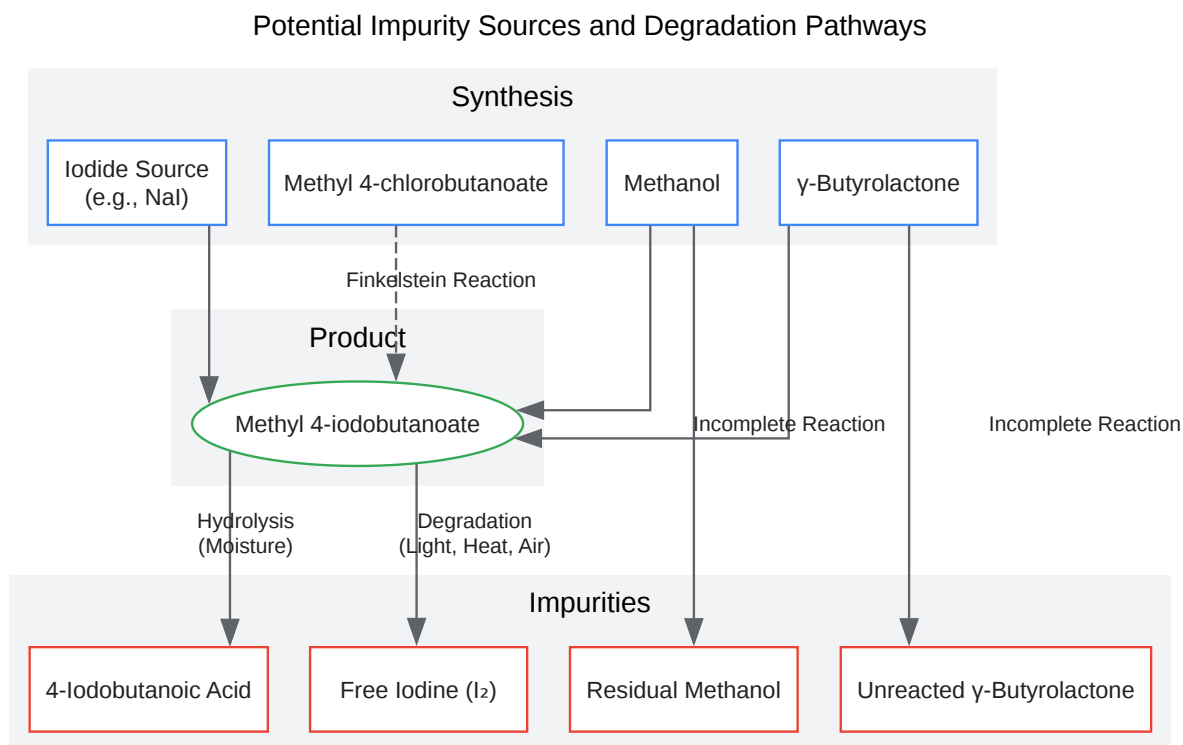 Potential Impurity Sources and Degradation Pathways
Synthesis
Iodide Source
(e.g., NaI)
Methyl 4-chlorobutanoate
Methanol
γ-Butyrolactone
Finkelstein Reaction
Product
Methyl 4-iodobutanoate
Incomplete Reaction
Incomplete Reaction
Hydrolysis
(Moisture)
Degradation
(Light, Heat, Air)
Impurities
4-Iodobutanoic Acid
Free Iodine (I₂)
Residual Methanol
Unreacted γ-Butyrolactone